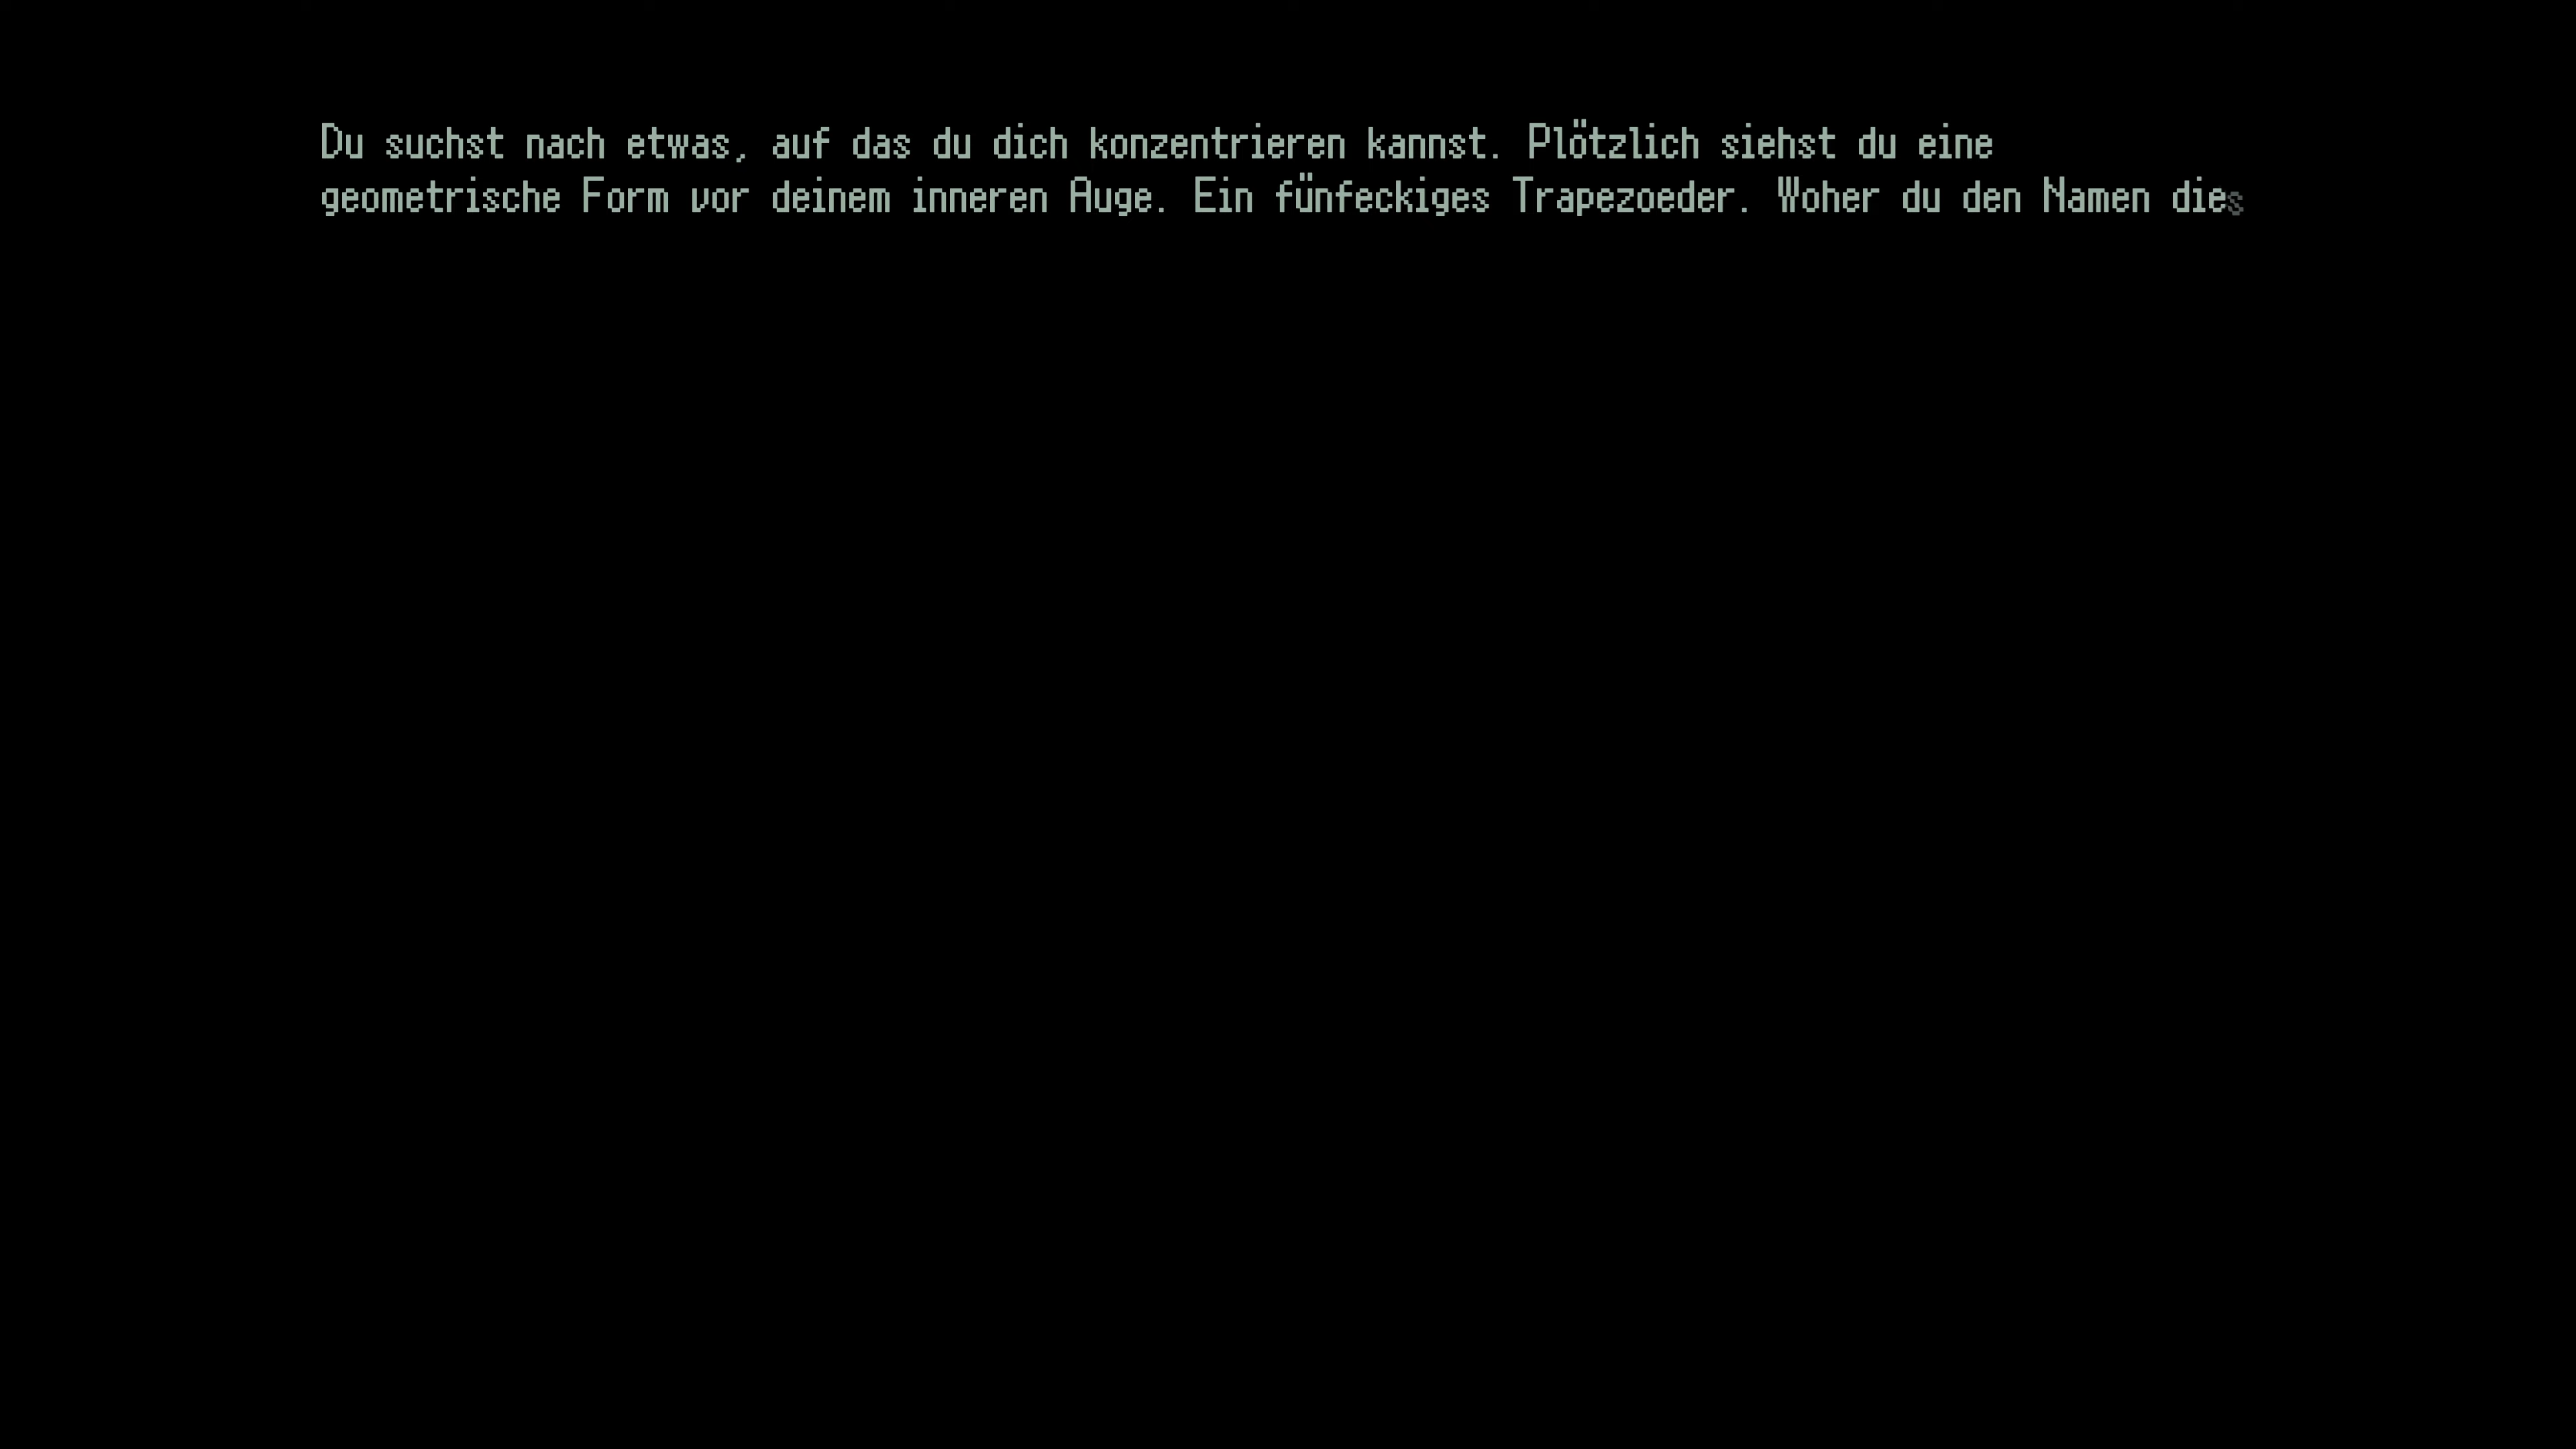 Du suchst nach etwas, auf das du dich konzentrieren kannst. Plötzlich siehst du eine
geometrische Form vor deinem inneren Auge. Ein fünfeckiges Trapezoeder. Woher du den Namen dies